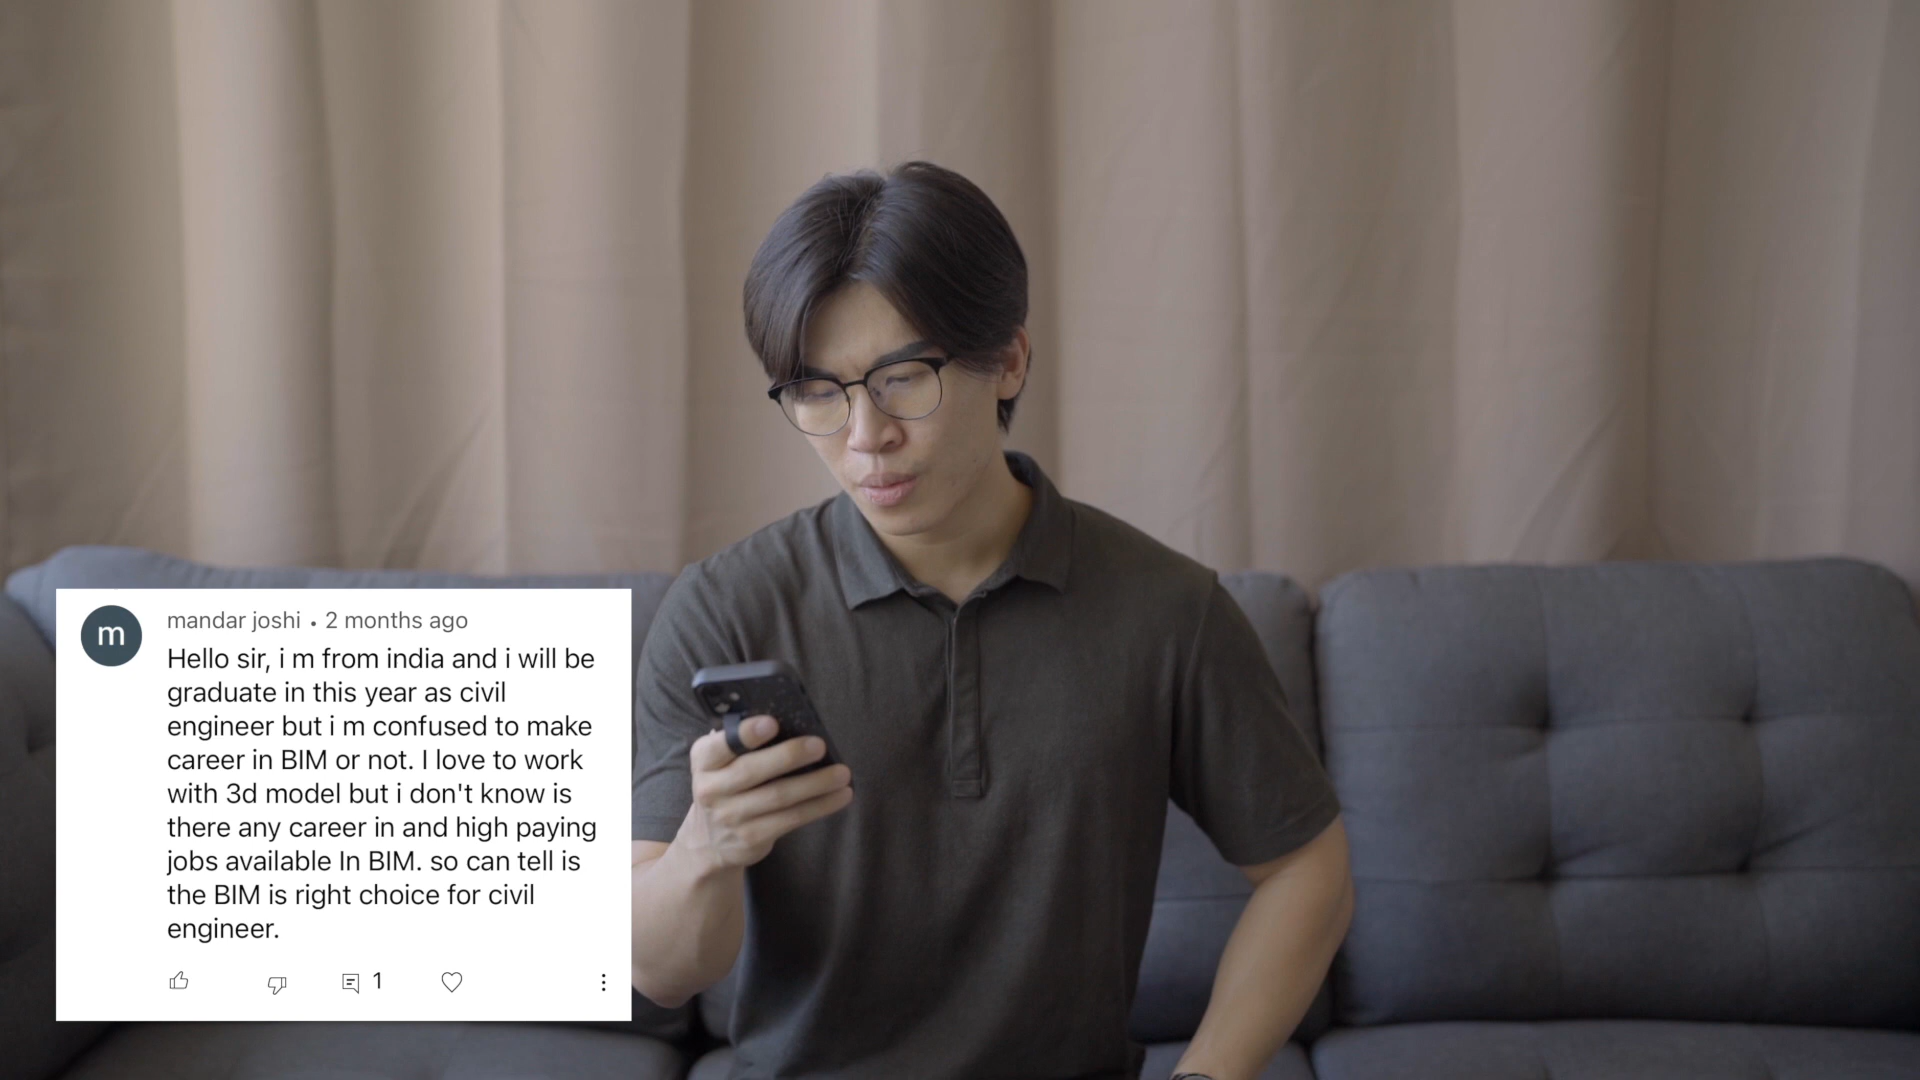 m
mandar joshi • 2 months ago
Hello sir, i m from india and i will be
graduate in this year as civil
engineer but i m confused to make
career in BIM or not. I love to work
with 3d model but i don't know is
there any career in and high paying
jobs available In BIM. so can tell is
the BIM is right choice for civil
engineer.
1